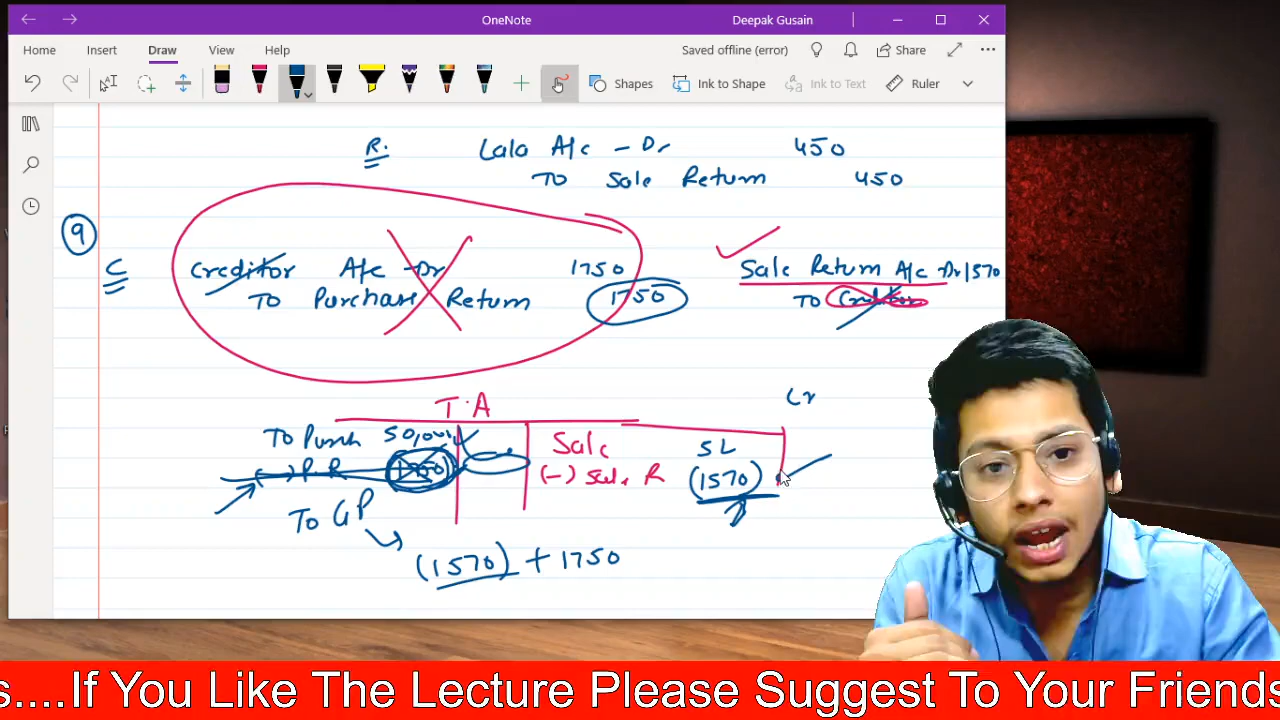 OneNote
Deepak Gusain
Home Insert Draw View Help
Saved offline (error) Share
Shapes Ink to Shape Ink to Text Ruler
R. Lala A/c - Dr 450
To Sale Return 450
9
C Creditor A/c - Dr 1750
To Purchase Return 1750
Sale Return A/c - Dr 1570
To Creditor
T.A
Cr
To Purch 50,000
Sale 5L
(-) P R (1750)
(-) Sale R (1570)
To GP
(1570) + 1750
s....If You Like The Lecture Please Suggest To Your Friends